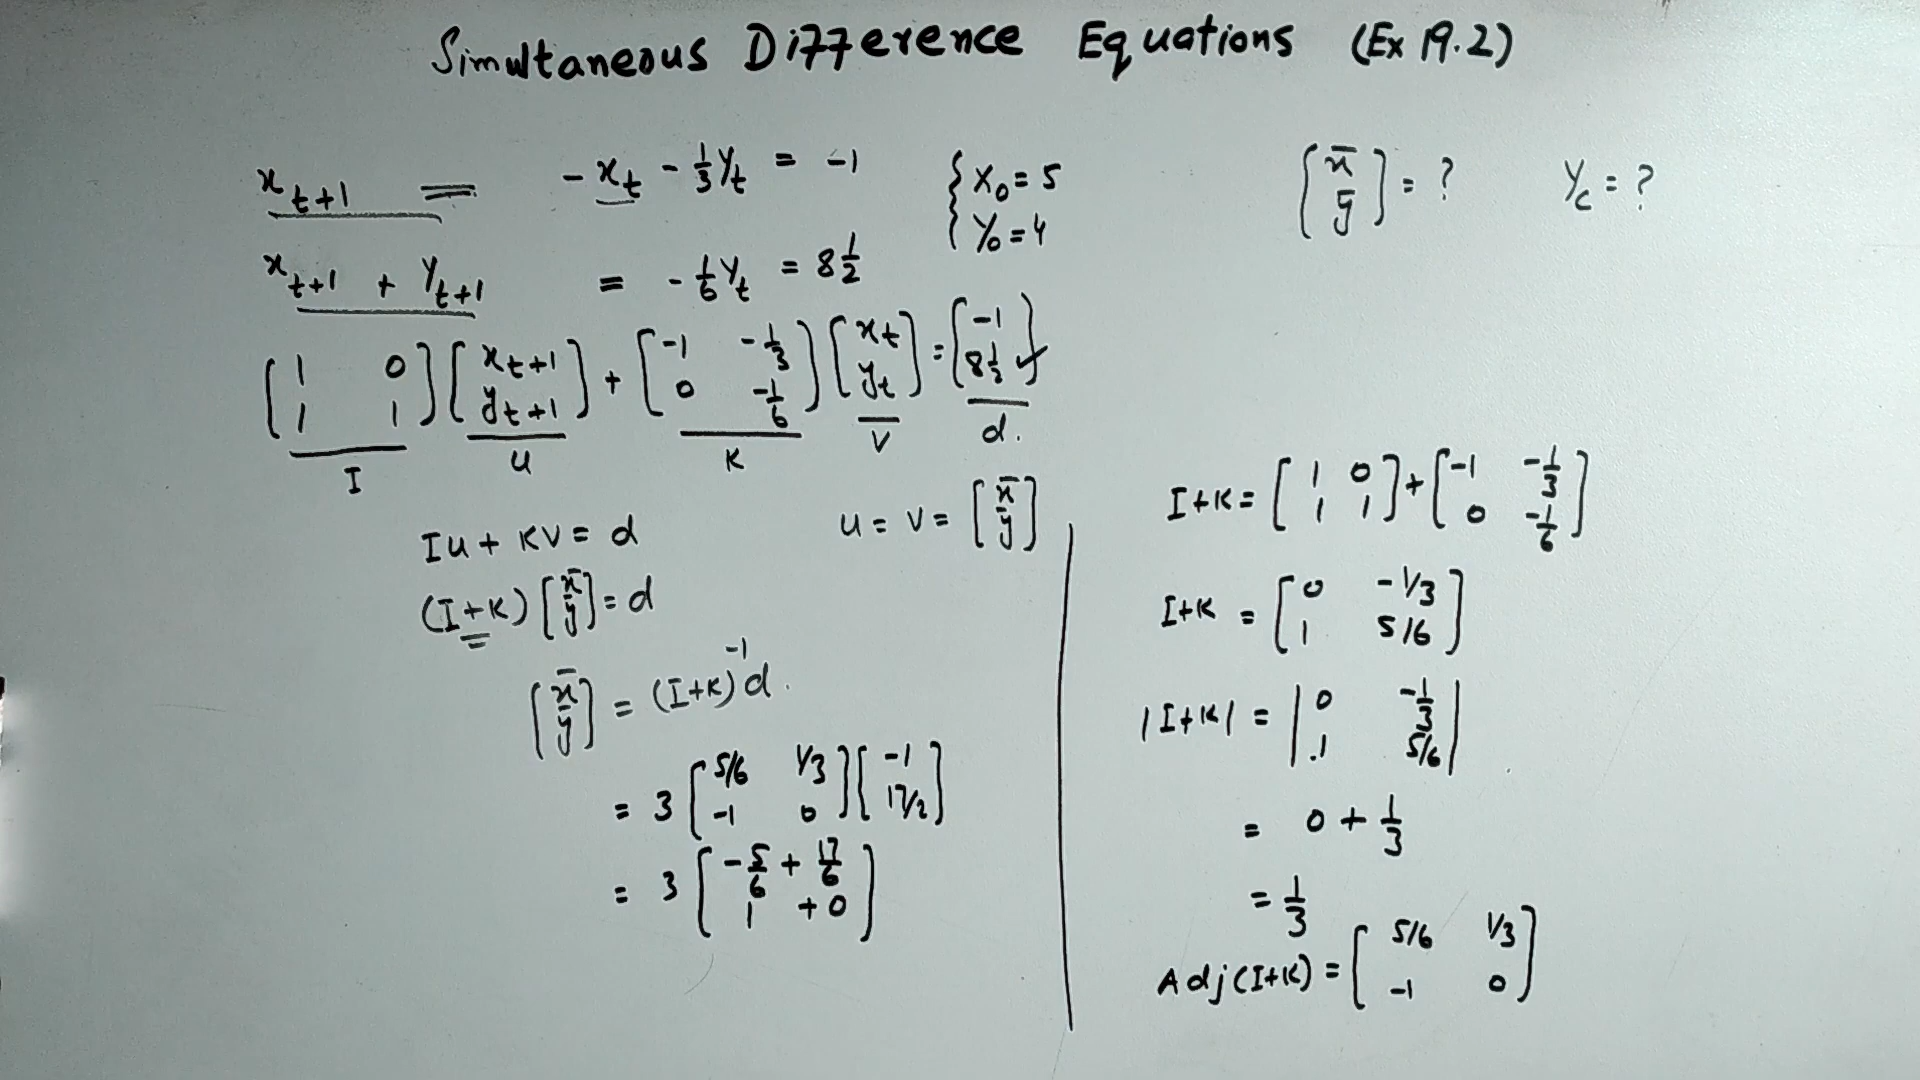 Simultaneous Difference Equations (Ex 19.2)
x_{t+1} = -x_t - 1/3 y_t = -1 { x_0 = 5 [x̄ ȳ] = ? Y_c = ?
{ y_0 = 4
x_{t+1} + y_{t+1} = -1/6 y_t = 8 1/2
[1 0; 1 1] [x_{t+1}; y_{t+1}] + [-1 -1/3; 0 -1/6] [x_t; y_t] = [-1; 8 1/2]
I u K v d.
Iu + Kv = d u = v = [x̄; ȳ]
(I+K) [x̄; ȳ] = d
[x̄; ȳ] = (I+K)^{-1} d.
= 3 [5/6 1/3; -1 0] [-1; 17/2]
= 3 [-5/6 + 17/6; 1 + 0]
I+K = [1 0; 1 1] + [-1 -1/3; 0 -1/6]
I+K = [0 -1/3; 1 5/6]
|I+K| = |0 -1/3; 1 5/6|
= 0 + 1/3
= 1/3
Adj(I+K) = [5/6 1/3; -1 0]